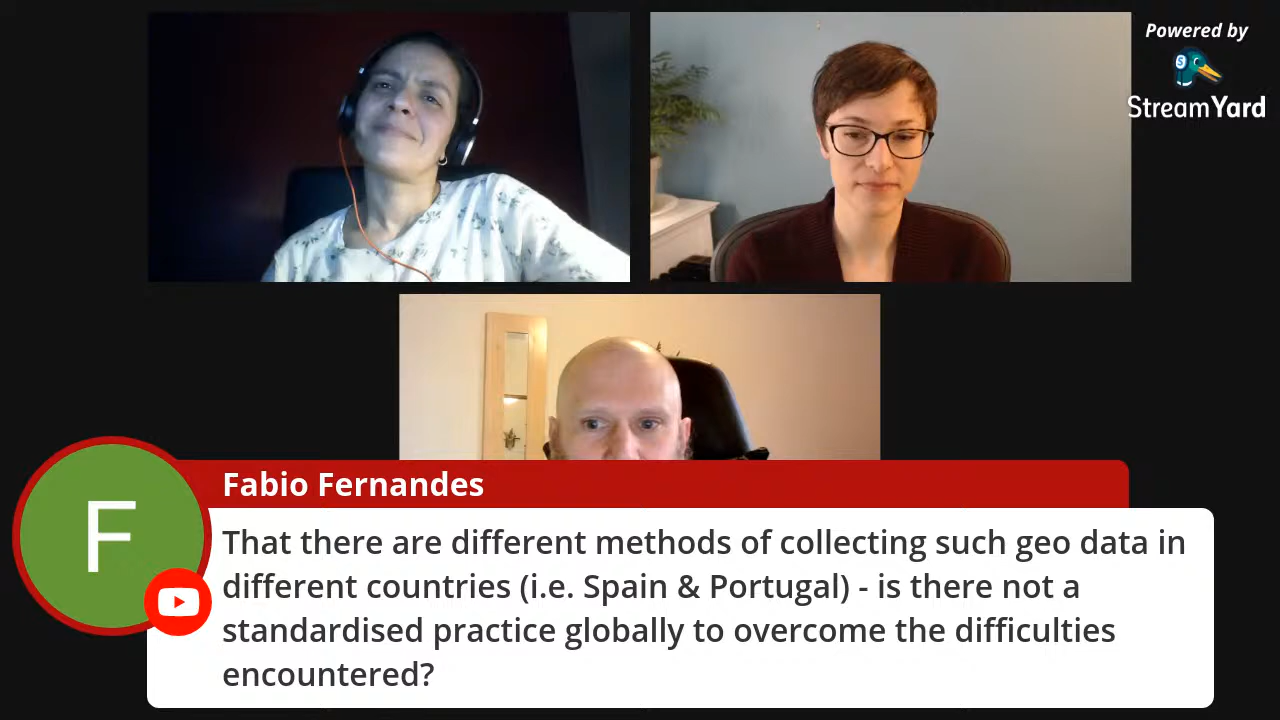 Powered by
StreamYard
F
Fabio Fernandes
That there are different methods of collecting such geo data in
different countries (i.e. Spain & Portugal) - is there not a
standardised practice globally to overcome the difficulties
encountered?